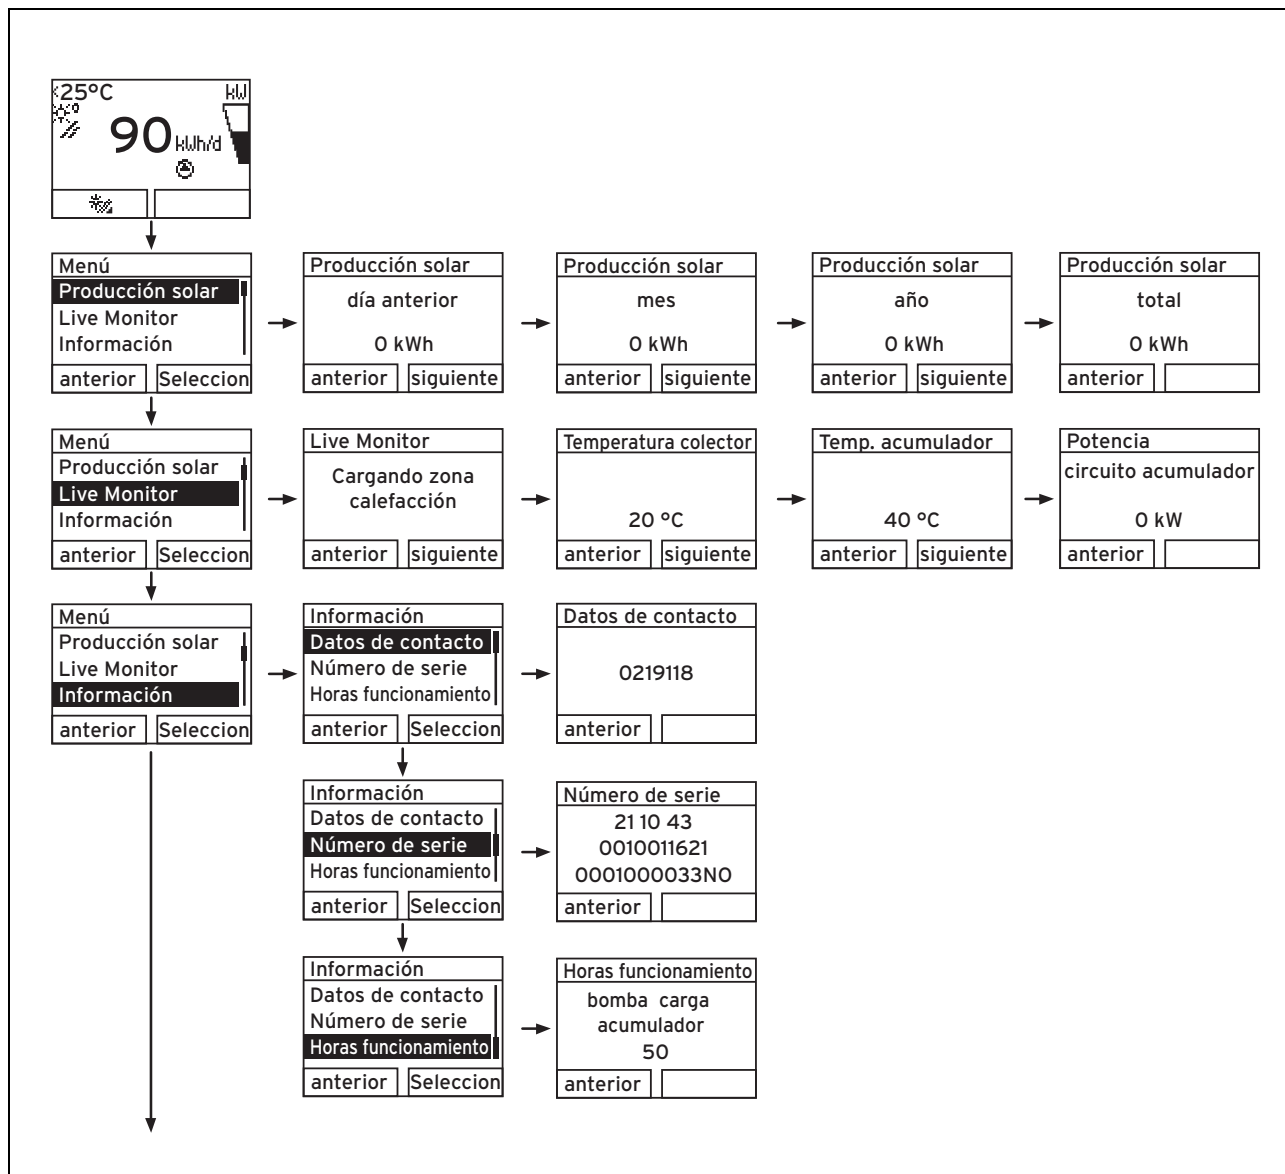 25°C kW
90 kWh/d
Menú
Producción solar
Live Monitor
Información
anterior Seleccion
Producción solar
día anterior
0 kWh
anterior siguiente
Producción solar
mes
0 kWh
anterior siguiente
Producción solar
año
0 kWh
anterior siguiente
Producción solar
total
0 kWh
anterior
Menú
Producción solar
Live Monitor
Información
anterior Seleccion
Live Monitor
Cargando zona
calefacción
anterior siguiente
Temperatura colector
20 °C
anterior siguiente
Temp. acumulador
40 °C
anterior siguiente
Potencia
circuito acumulador
0 kW
anterior
Menú
Producción solar
Live Monitor
Información
anterior Seleccion
Información
Datos de contacto
Número de serie
Horas funcionamiento
anterior Seleccion
Datos de contacto
0219118
anterior
Información
Datos de contacto
Número de serie
Horas funcionamiento
anterior Seleccion
Número de serie
21 10 43
0010011621
0001000033NO
anterior
Información
Datos de contacto
Número de serie
Horas funcionamiento
anterior Seleccion
Horas funcionamiento
bomba carga
acumulador
50
anterior